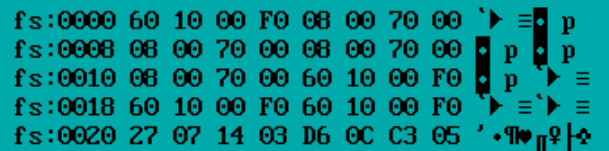 fs:0000 60 10 00 F0 08 00 70 00 `► ≡◘ p
fs:0008 08 00 70 00 08 00 70 00 ◘ p ◘ p
fs:0010 08 00 70 00 60 10 00 F0 ◘ p `► ≡
fs:0018 60 10 00 F0 60 10 00 F0 `► ≡`► ≡
fs:0020 27 07 14 03 D6 0C C3 05 '•¶♥╓♀├♣